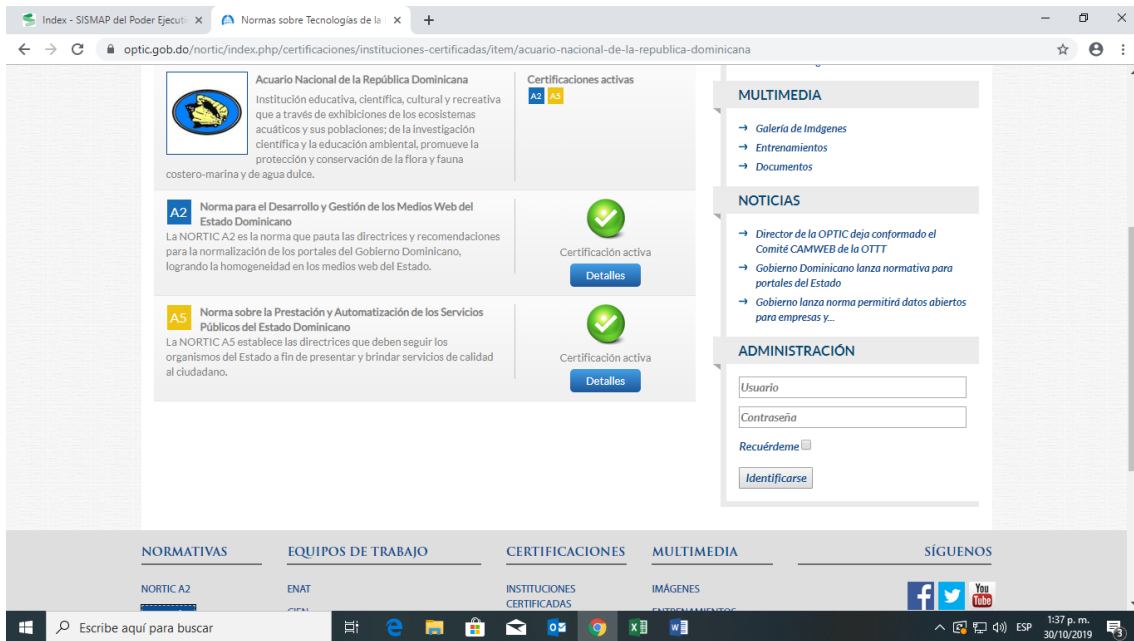 Index - SISMAP del Poder Ejecuti
Normas sobre Tecnologías de la
optic.gob.do/nortic/index.php/certificaciones/instituciones-certificadas/item/acuario-nacional-de-la-republica-dominicana
Acuario Nacional de la República Dominicana
Institución educativa, científica, cultural y recreativa
que a través de exhibiciones de los ecosistemas
acuáticos y sus poblaciones; de la investigación
científica y la educación ambiental, promueve la
protección y conservación de la flora y fauna
costero-marina y de agua dulce.
Certificaciones activas
A2 A5
A2 Norma para el Desarrollo y Gestión de los Medios Web del
Estado Dominicano
La NORTIC A2 es la norma que pauta las directrices y recomendaciones
para la normalización de los portales del Gobierno Dominicano,
logrando la homogeneidad en los medios web del Estado.
Certificación activa
Detalles
A5 Norma sobre la Prestación y Automatización de los Servicios
Públicos del Estado Dominicano
La NORTIC A5 establece las directrices que deben seguir los
organismos del Estado a fin de presentar y brindar servicios de calidad
al ciudadano.
Certificación activa
Detalles
MULTIMEDIA
Galería de Imágenes
Entrenamientos
Documentos
NOTICIAS
Director de la OPTIC deja conformado el
Comité CAMWEB de la OTTT
Gobierno Dominicano lanza normativa para
portales del Estado
Gobierno lanza norma permitirá datos abiertos
para empresas y...
ADMINISTRACIÓN
Usuario
Contraseña
Recuérdeme
Identificarse
NORMATIVAS
NORTIC A2
EQUIPOS DE TRABAJO
ENAT
CIEN
CERTIFICACIONES
INSTITUCIONES
CERTIFICADAS
MULTIMEDIA
IMÁGENES
ENTRENAMIENTOS
SÍGUENOS
You
Tube
Escribe aquí para buscar
ESP
1:37 p. m.
30/10/2019
3